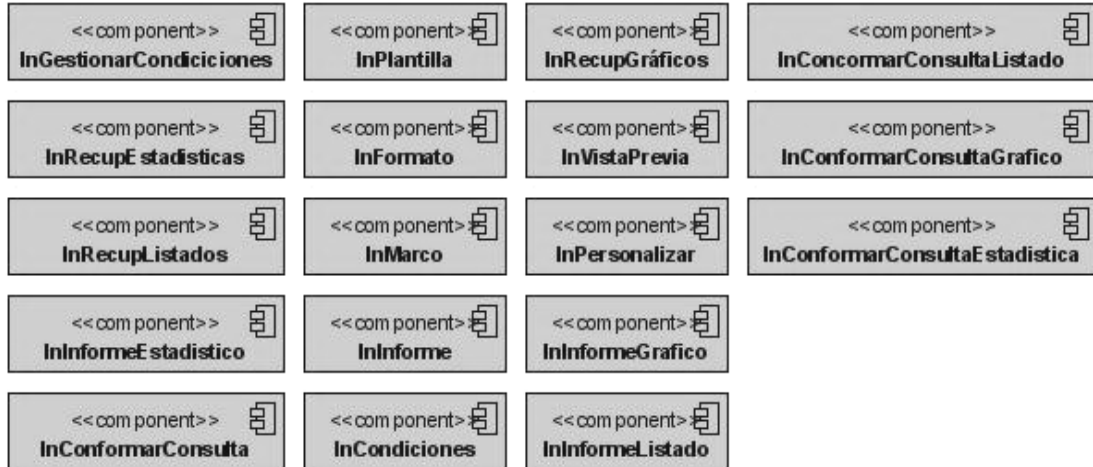 <<component>>
InGestionarCondiciciones
<<component>>
InPlantilla
<<component>>
InRecupGráficos
<<component>>
InConcormarConsultaListado
<<component>>
InRecupEstadisticas
<<component>>
InFormato
<<component>>
InVistaPrevia
<<component>>
InConformarConsultaGrafico
<<component>>
InRecupListados
<<component>>
InMarco
<<component>>
InPersonalizar
<<component>>
InConformarConsultaEstadistica
<<component>>
InInformeEstadistico
<<component>>
InInforme
<<component>>
InInformeGrafico
<<component>>
InConformarConsulta
<<component>>
InCondiciones
<<component>>
InInformeListado